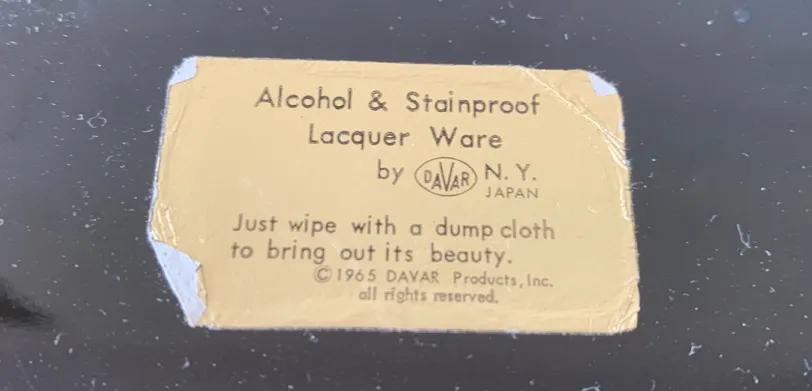 Alcohol & Stainproof
Lacquer Ware
by DAVAR N.Y.
JAPAN
Just wipe with a dump cloth
to bring out its beauty.
©1965 DAVAR Products, Inc.
all rights reserved.